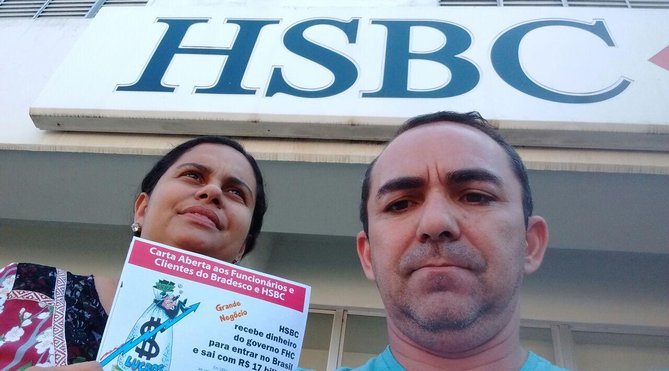 HSBC
Carta Aberta aos Funcionários e
Clientes do Bradesco e HSBC
Grande
Negócio
HSBC
recebe dinheiro
do governo FHC
para entrar no Brasil
e sai com R$ 17
$
LUCROS